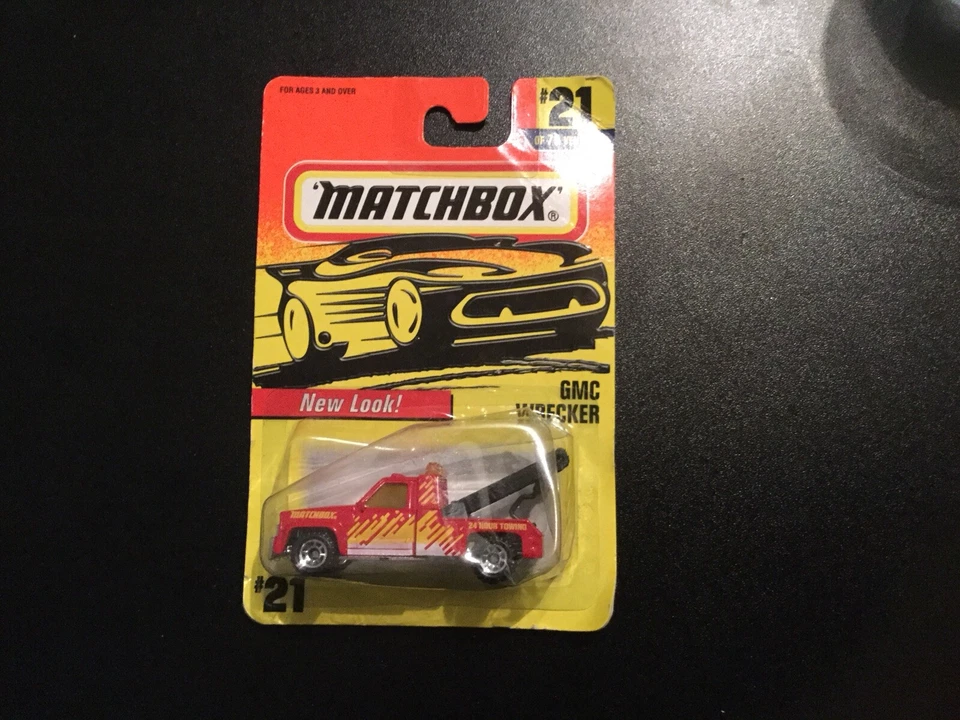 FOR AGES 3 AND OVER
#21
'MATCHBOX'®
New Look!
GMC
WRECKER
MATCHBOX
24 HOUR TOWING
#21